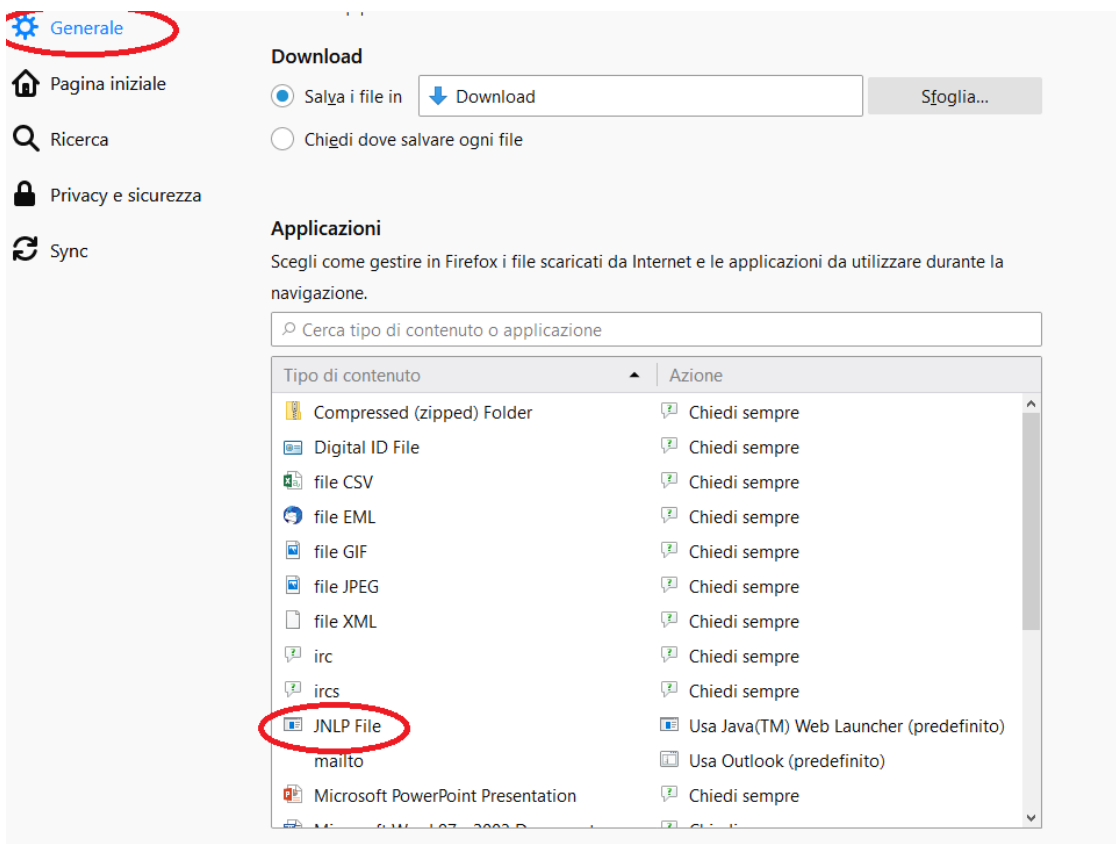 Generale
Pagina iniziale
Ricerca
Privacy e sicurezza
Sync
Download
Salva i file in
Download
Sfoglia...
Chiedi dove salvare ogni file
Applicazioni
Scegli come gestire in Firefox i file scaricati da Internet e le applicazioni da utilizzare durante la
navigazione.
Cerca tipo di contenuto o applicazione
Tipo di contenuto Azione
Compressed (zipped) Folder Chiedi sempre
Digital ID File Chiedi sempre
file CSV Chiedi sempre
file EML Chiedi sempre
file GIF Chiedi sempre
file JPEG Chiedi sempre
file XML Chiedi sempre
irc Chiedi sempre
ircs Chiedi sempre
JNLP File Usa Java(TM) Web Launcher (predefinito)
mailto Usa Outlook (predefinito)
Microsoft PowerPoint Presentation Chiedi sempre